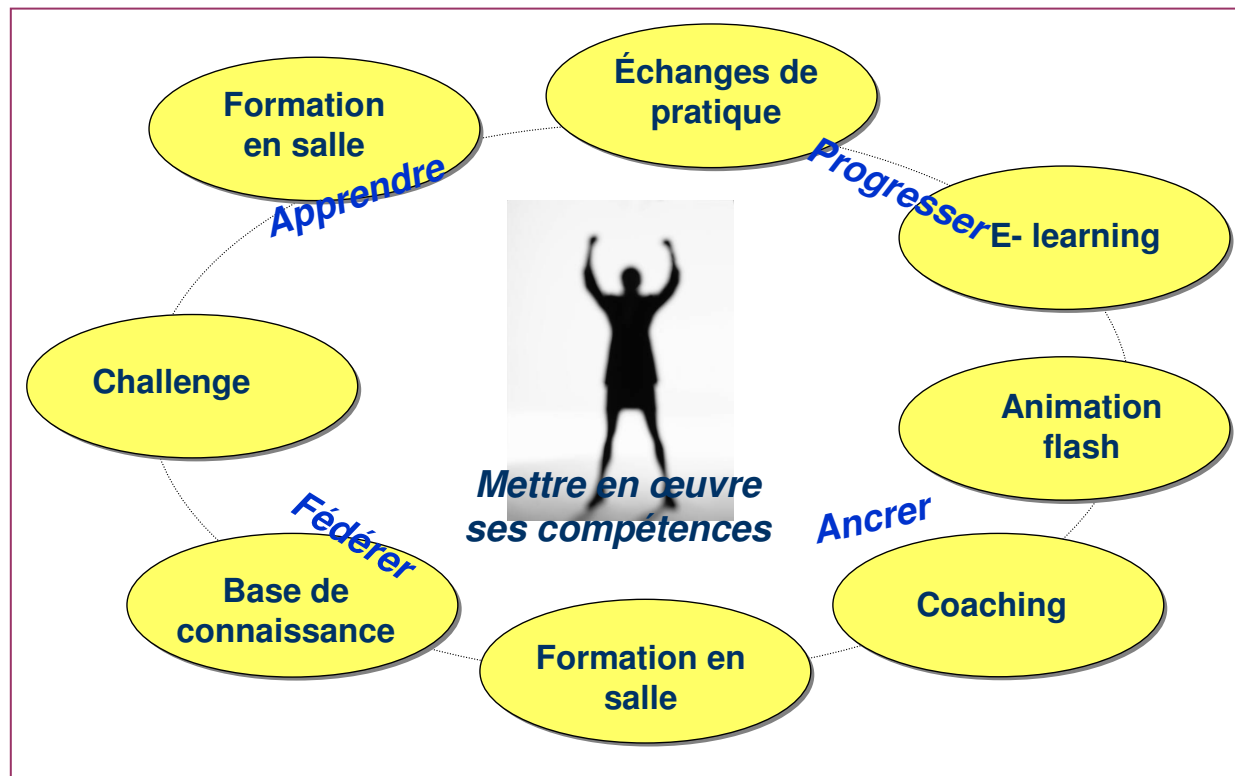 Formation
en salle
Échanges de
pratique
Apprendre
Progresser
E- learning
Challenge
Animation
flash
Mettre en œuvre
ses compétences
Fédérer
Ancrer
Base de
connaissance
Coaching
Formation en
salle